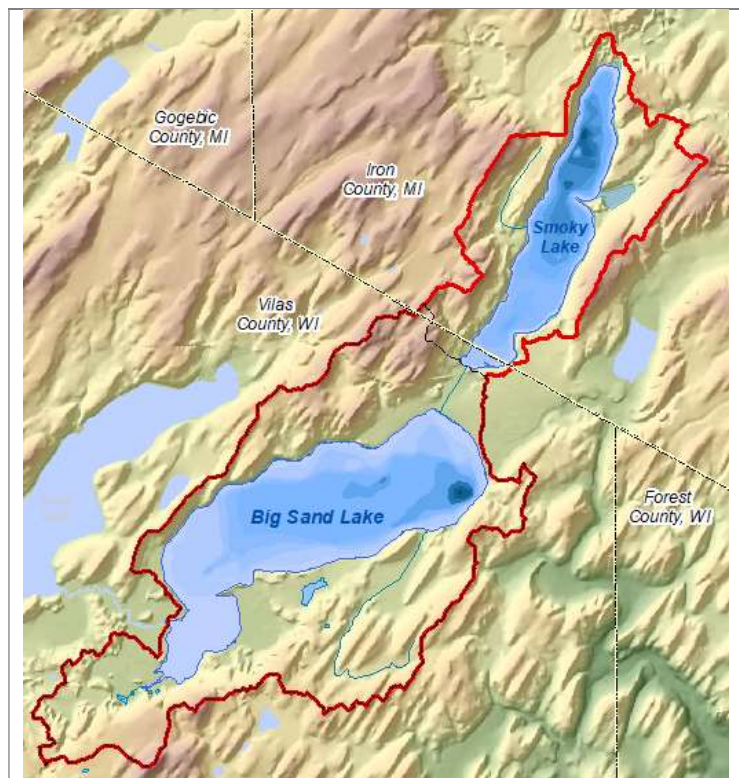 Gogebic
County, MI
Iron
County, MI
Smoky
Lake
Vilas
County, WI
Forest
County, WI
Big Sand Lake